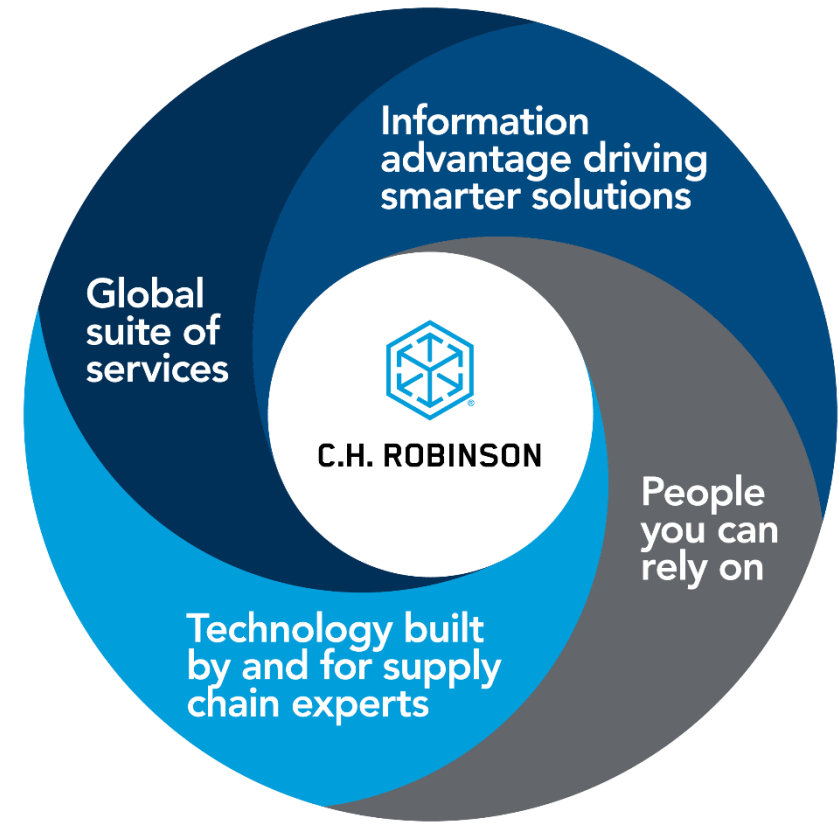 Information
advantage driving
smarter solutions
Global
suite of
services
®
C.H. ROBINSON
People
you can
rely on
Technology built
by and for supply
chain experts